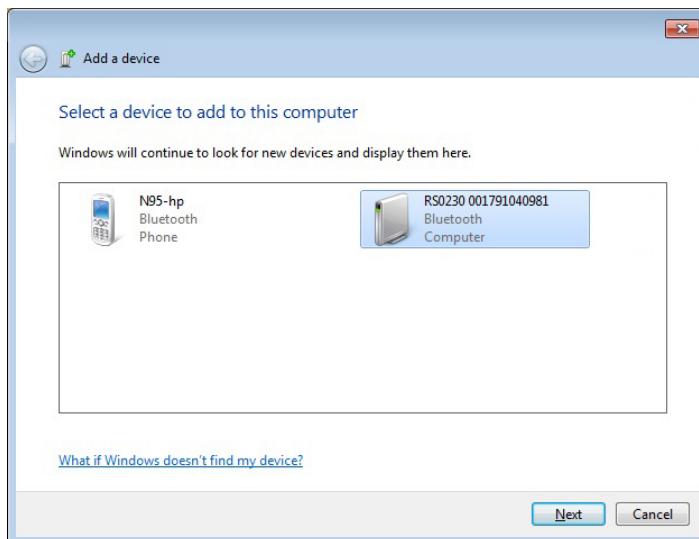 Add a device
Select a device to add to this computer
Windows will continue to look for new devices and display them here.
N95-hp
Bluetooth
Phone
RS0230 001791040981
Bluetooth
Computer
What if Windows doesn't find my device?
Next
Cancel